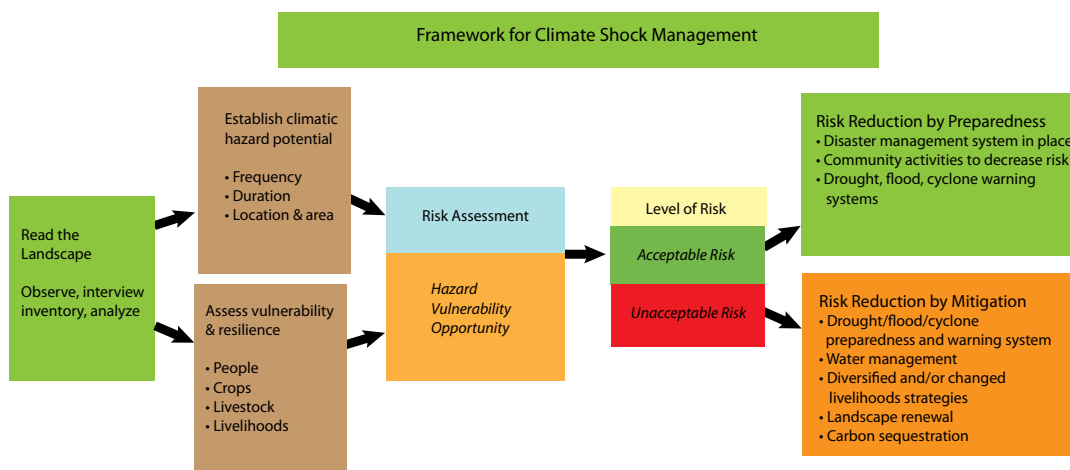 Framework for Climate Shock Management
Read the
Landscape
Observe, interview
inventory, analyze
Establish climatic
hazard potential
• Frequency
• Duration
• Location & area
Assess vulnerability
& resilience
• People
• Crops
• Livestock
• Livelihoods
Risk Assessment
Hazard
Vulnerability
Opportunity
Level of Risk
Acceptable Risk
Unacceptable Risk
Risk Reduction by Preparedness
• Disaster management system in place
• Community activities to decrease risk
• Drought, flood, cyclone warning
systems
Risk Reduction by Mitigation
• Drought/flood/cyclone
preparedness and warning system
• Water management
• Diversified and/or changed
livelihoods strategies
• Landscape renewal
• Carbon sequestration